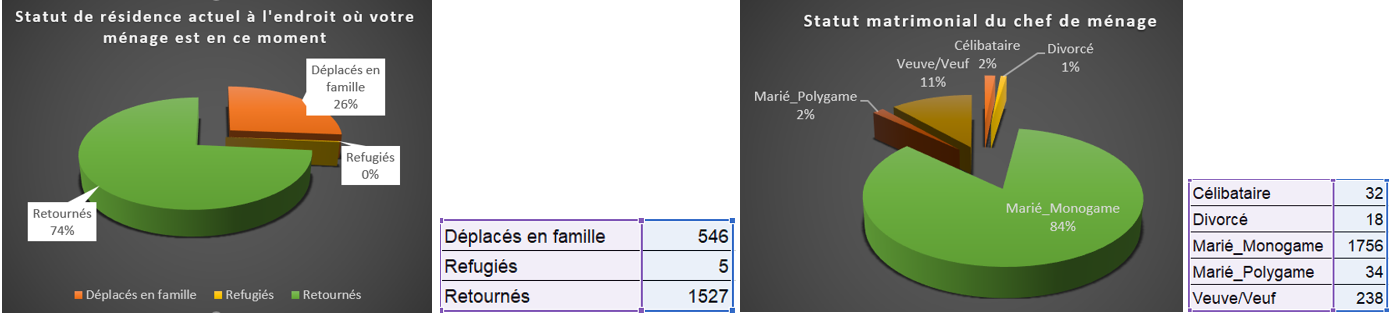 Statut de résidence actuel à l'endroit où votre
ménage est en ce moment
Déplacés en
famille
26%
Refugiés
0%
Retournés
74%
Déplacés en famille Refugiés Retournés
Déplacés en famille 546
Refugiés 5
Retournés 1527
Statut matrimonial du chef de ménage
Célibataire
2%
Divorcé
1%
Veuve/Veuf
11%
Marié_Polygame
2%
Marié_Monogame
84%
Célibataire 32
Divorcé 18
Marié_Monogame 1756
Marié_Polygame 34
Veuve/Veuf 238